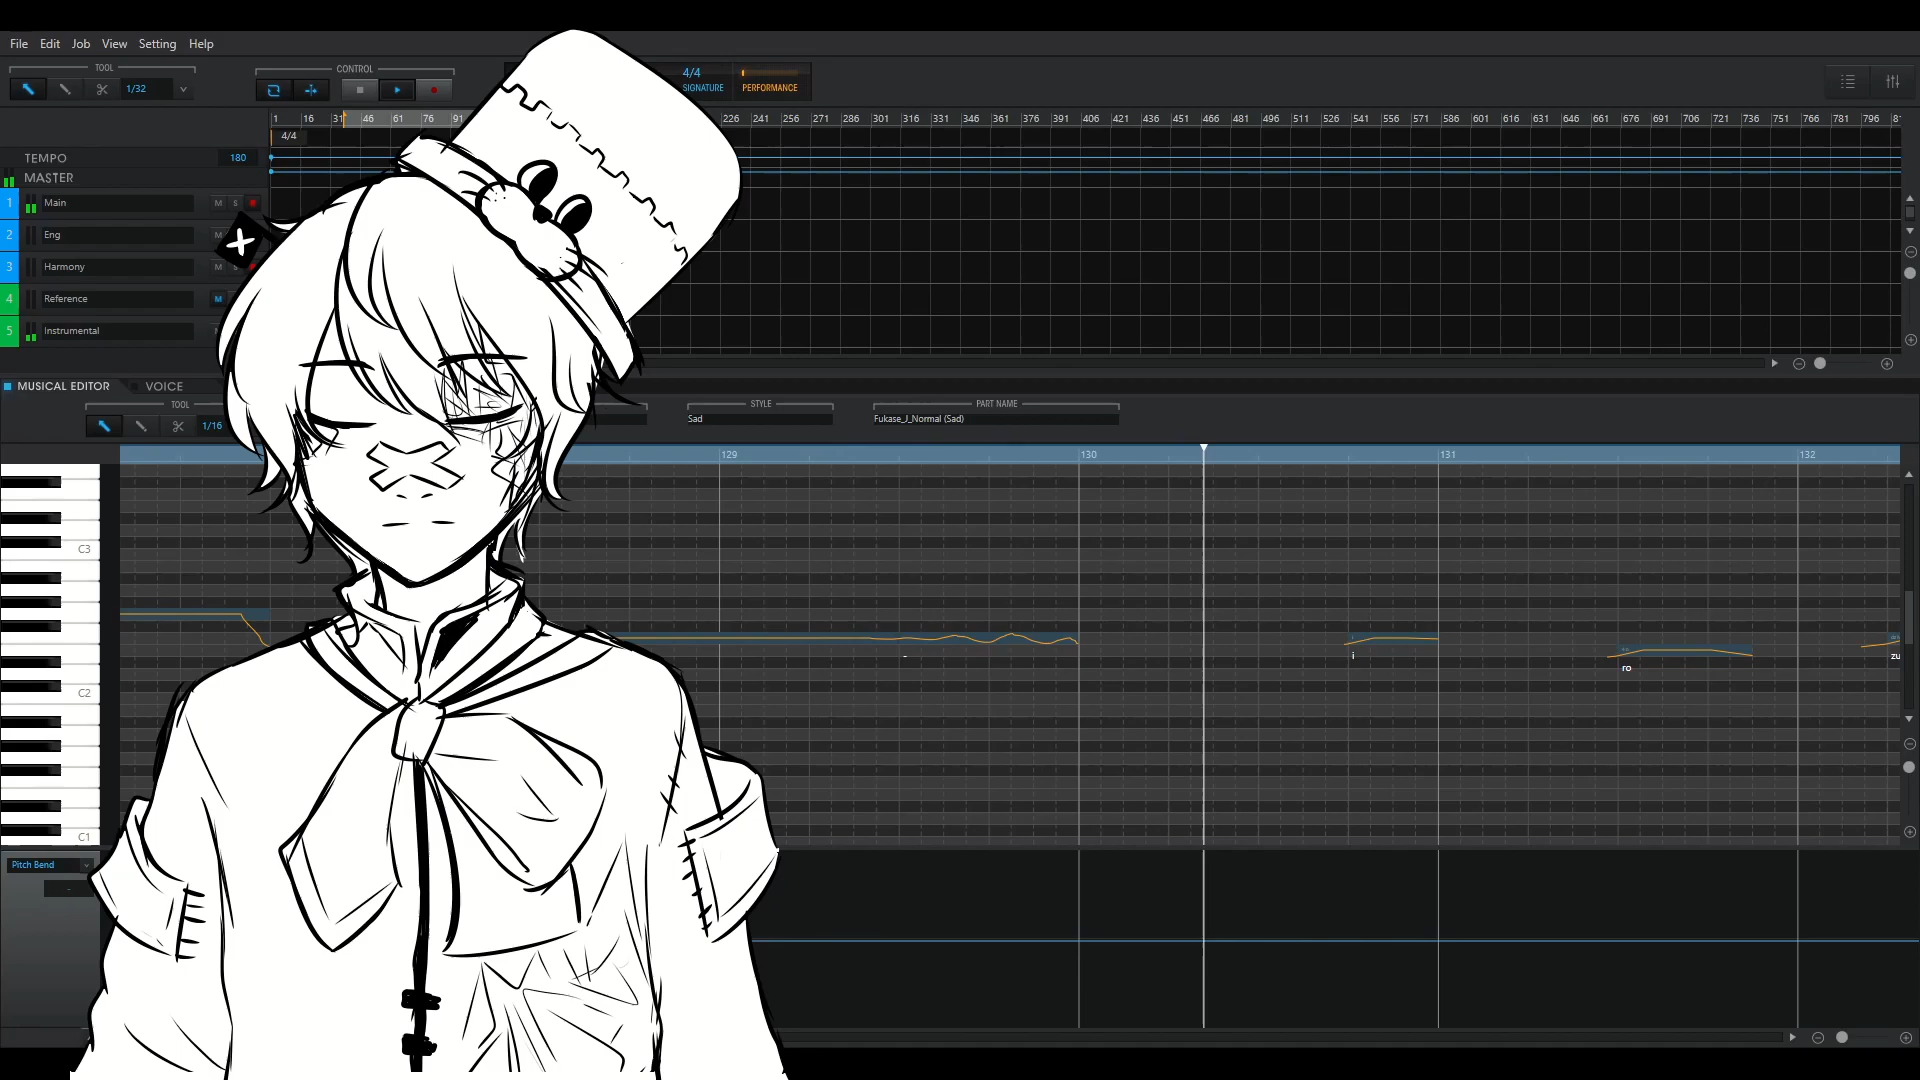 File Edit Job View Setting Help
TOOL CONTROL
1/32 4/4
SIGNATURE PERFORMANCE
1 16 31 46 61 76 91 226 241 256 271 286 301 316 331 346 361 376 391 406 421 436 451 466 481 496 511 526 541 556 571 586 601 616 631 646 661 676 691 706 721 736 751 766 781 796
4/4
TEMPO 180
MASTER
1 Main M S
2 Eng M
3 Harmony M S
4 Reference M
5 Instrumental
MUSICAL EDITOR VOICE
TOOL STYLE PART NAME
1/16 Sad Fukase_J_Normal (Sad)
129 130 131 132
C3
- i zu
ro
C2
C1
Pitch Bend
-